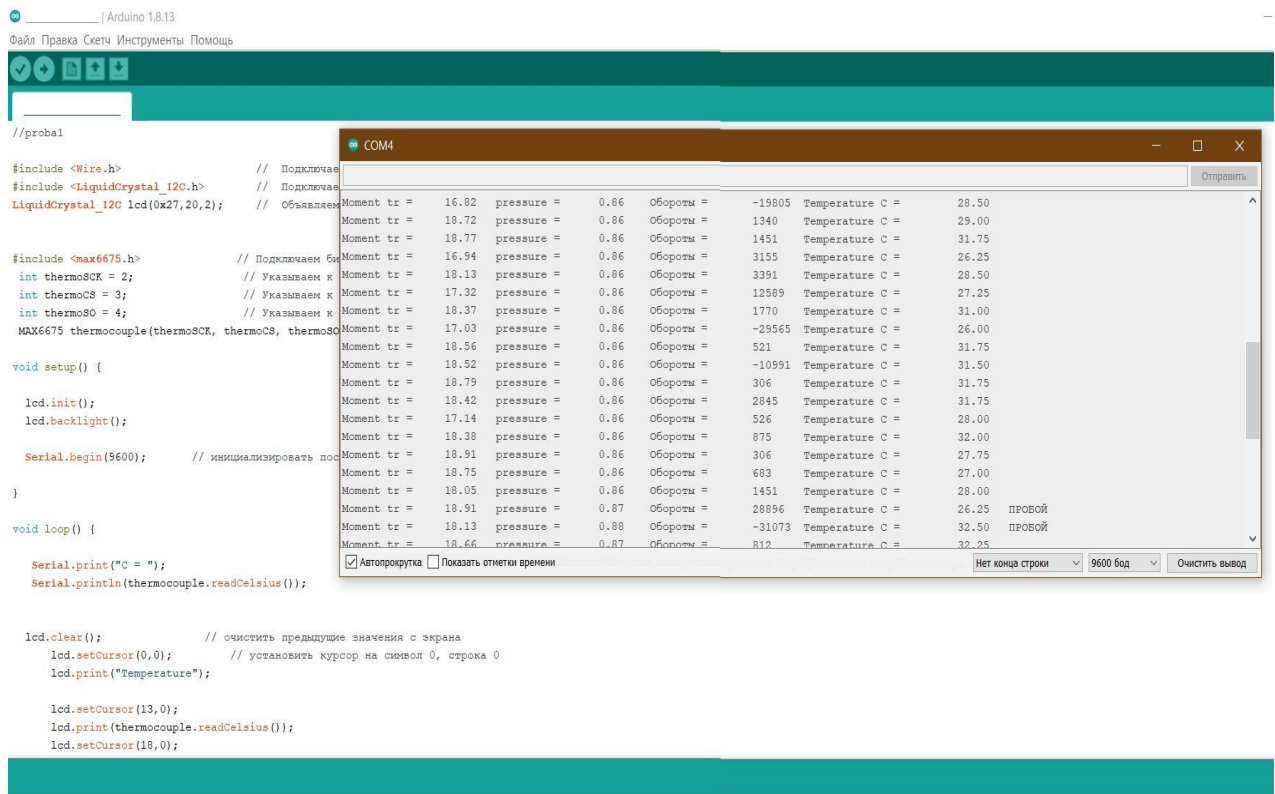 | Arduino 1.8.13
Файл Правка Скетч Инструменты Помощь
//proba1
#include <Wire.h> // Подключае
#include <LiquidCrystal_I2C.h> // Подключае
LiquidCrystal_I2C lcd(0x27,20,2); // Объявляем
#include <max6675.h> // Подключаем би
int thermoSCK = 2; // Указываем к
int thermoCS = 3; // Указываем к
int thermoSO = 4; // Указываем к
MAX6675 thermocouple(thermoSCK, thermoCS, thermoSO
void setup() {
lcd.init();
lcd.backlight();
Serial.begin(9600); // инициализировать пос
}
void loop() {
Serial.print("C = ");
Serial.println(thermocouple.readCelsius());
lcd.clear(); // очистить предыдущие значения с экрана
lcd.setCursor(0,0); // установить курсор на символ 0, строка 0
lcd.print("Temperature");
lcd.setCursor(13,0);
lcd.print(thermocouple.readCelsius());
lcd.setCursor(18,0);
COM4
Отправить
Moment tr = 16.82 pressure = 0.86 Обороты = -19805 Temperature C = 28.50
Moment tr = 18.72 pressure = 0.86 Обороты = 1340 Temperature C = 29.00
Moment tr = 18.77 pressure = 0.86 Обороты = 1451 Temperature C = 31.75
Moment tr = 16.94 pressure = 0.86 Обороты = 3155 Temperature C = 26.25
Moment tr = 18.13 pressure = 0.86 Обороты = 3391 Temperature C = 28.50
Moment tr = 17.32 pressure = 0.86 Обороты = 12589 Temperature C = 27.25
Moment tr = 18.37 pressure = 0.86 Обороты = 1770 Temperature C = 31.00
Moment tr = 17.03 pressure = 0.86 Обороты = -29565 Temperature C = 26.00
Moment tr = 18.56 pressure = 0.86 Обороты = 521 Temperature C = 31.75
Moment tr = 18.52 pressure = 0.86 Обороты = -10991 Temperature C = 31.50
Moment tr = 18.79 pressure = 0.86 Обороты = 306 Temperature C = 31.75
Moment tr = 18.42 pressure = 0.86 Обороты = 2845 Temperature C = 31.75
Moment tr = 17.14 pressure = 0.86 Обороты = 526 Temperature C = 28.00
Moment tr = 18.38 pressure = 0.86 Обороты = 875 Temperature C = 32.00
Moment tr = 18.91 pressure = 0.86 Обороты = 306 Temperature C = 27.75
Moment tr = 18.75 pressure = 0.86 Обороты = 683 Temperature C = 27.00
Moment tr = 18.05 pressure = 0.86 Обороты = 1451 Temperature C = 28.00
Moment tr = 18.91 pressure = 0.87 Обороты = 28896 Temperature C = 26.25 ПРОБОЙ
Moment tr = 18.13 pressure = 0.88 Обороты = -31073 Temperature C = 32.50 ПРОБОЙ
Moment tr = 18.66 pressure = 0.87 Обороты = 812 Temperature C = 32.25
Автопрокрутка Показать отметки времени Нет конца строки 9600 бод Очистить вывод